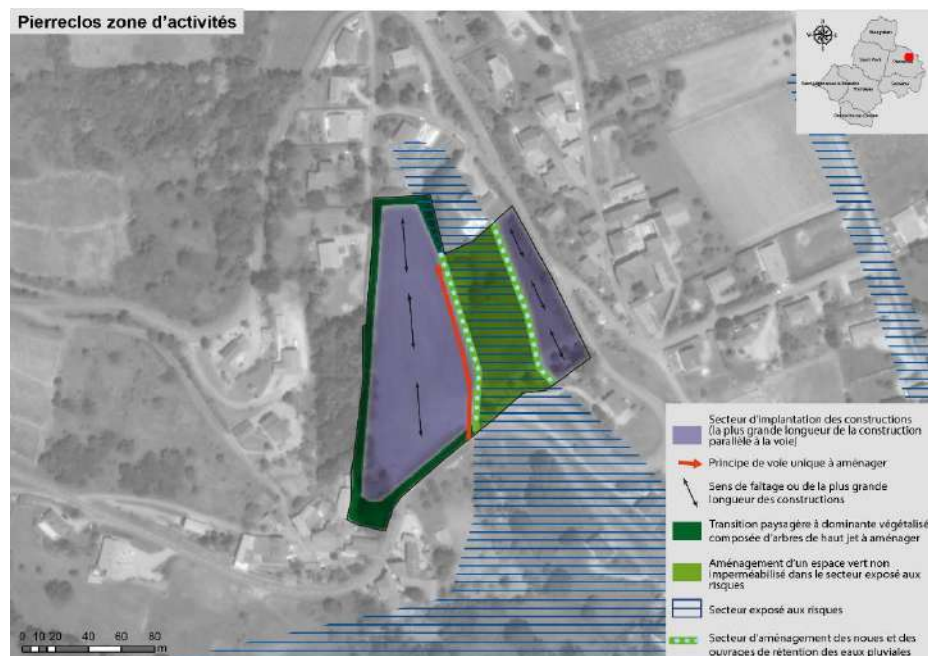 Pierreclos zone d'activités
N
Secteur d'implantation des constructions
(la plus grande longueur de la construction
parallèle à la voie)
Principe de voie unique à aménager
Sens de faîtage ou de la plus grande
longueur des constructions
Transition paysagère à dominante végétalisé
composée d'arbres de haut jet à aménager
Aménagement d'un espace vert non
imperméabilisé dans le secteur exposé aux
risques
Secteur exposé aux risques
Secteur d'aménagement des noues et des
ouvrages de rétention des eaux pluviales
0 10 20 40 60 80
m